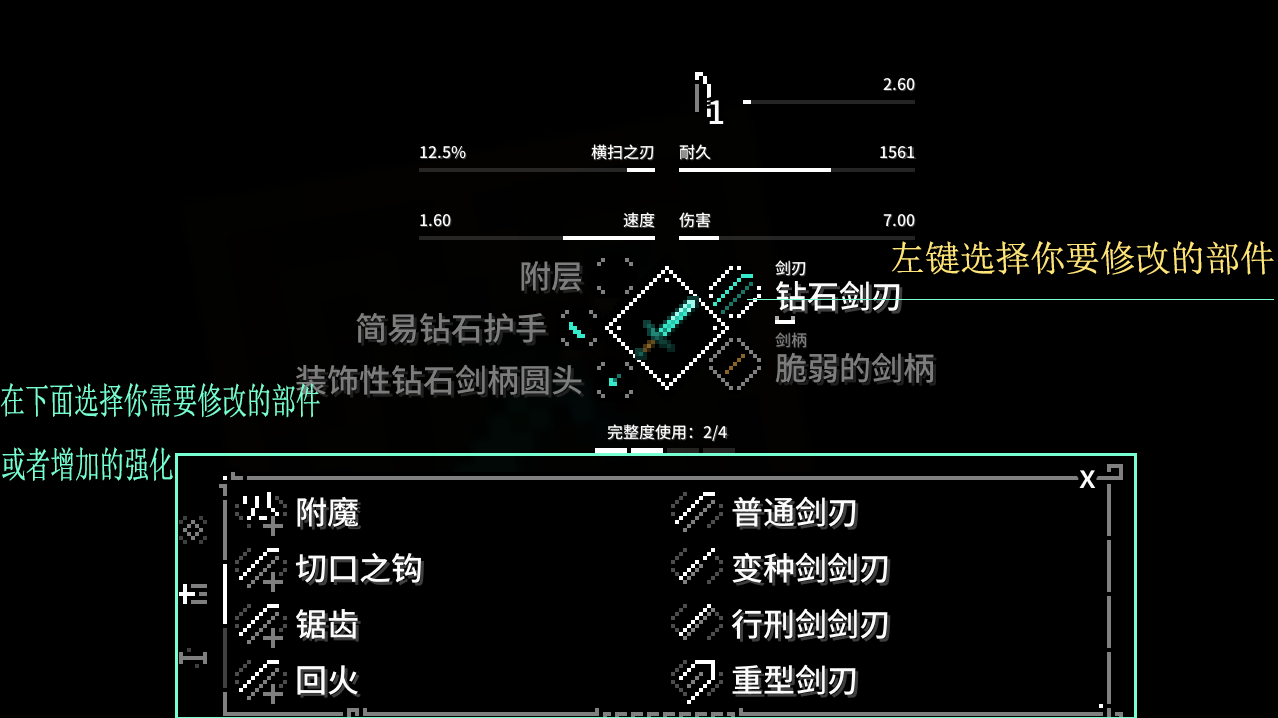 2.60
1
12.5% 横扫之刃 耐久 1561
1.60 速度 伤害 7.00
左键选择你要修改的部件
附层
剑刃
钻石剑刃
简易钻石护手
剑柄
脆弱的剑柄
装饰性钻石剑柄圆头
在下面选择你需要修改的部件
或者增加的强化
完整度使用：2/4
X
附魔 普通剑刃
切口之钩 变种剑剑刃
锯齿 行刑剑剑刃
回火 重型剑刃